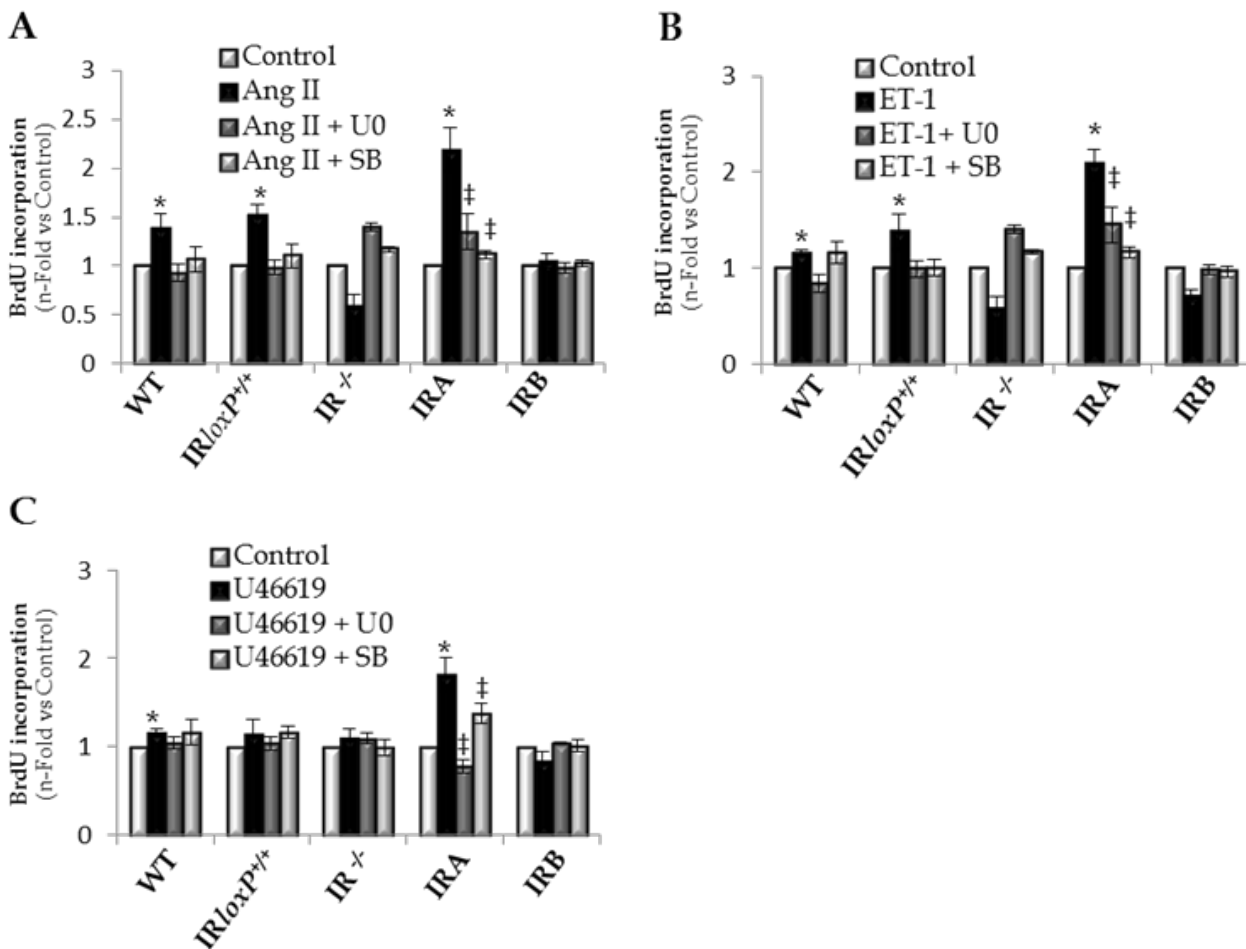 A
Control
Ang II
Ang II + U0
Ang II + SB
BrdU incorporation
(n-Fold vs Control)
3
2.5
2
1.5
1
0.5
0
*
*
*
‡
‡
WT
IRloxP+/+
IR -/-
IRA
IRB
B
Control
ET-1
ET-1+ U0
ET-1 + SB
BrdU incorporation
(n-Fold vs Control)
3
2
1
0
*
*
*
‡
‡
WT
IRloxP+/+
IR -/-
IRA
IRB
C
Control
U46619
U46619 + U0
U46619 + SB
BrdU incorporation
(n-Fold vs Control)
3
2
1
0
*
*
‡
‡
WT
IRloxP+/+
IR -/-
IRA
IRB